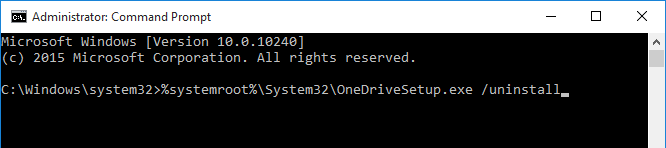 Administrator: Command Prompt
Microsoft Windows [Version 10.0.10240]
(c) 2015 Microsoft Corporation. All rights reserved.
C:\Windows\system32>%systemroot%\System32\OneDriveSetup.exe /uninstall